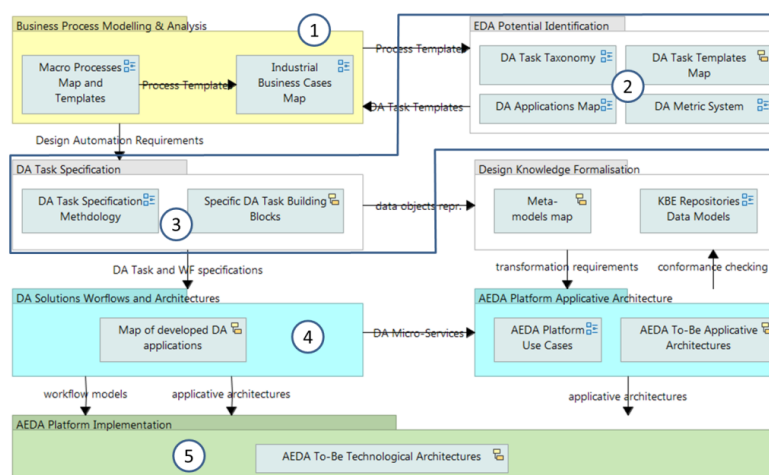 Business Process Modelling & Analysis
1
Macro Processes
Map and
Templates
Process Templates
Industrial
Business Cases
Map
Process Templates
DA Task Templates
EDA Potential Identification
DA Task Taxonomy
DA Task Templates
Map
2
DA Applications Map
DA Metric System
Design Automation Requirements
DA Task Specification
DA Task Specification
Methdology
Specific DA Task Building
Blocks
3
data objects repr.
Design Knowledge Formalisation
Meta-
models map
KBE Repositories
Data Models
DA Task and WF specifications
transformation requirements
conformance checking
DA Solutions Worflows and Architectures
Map of developed DA
applications
4
DA Micro-Services
AEDA Platform Applicative Architecture
AEDA Platform
Use Cases
AEDA To-Be Applicative
Architectures
workflow models
applicative architectures
applicative architectures
AEDA Platform Implementation
5
AEDA To-Be Technological Architectures